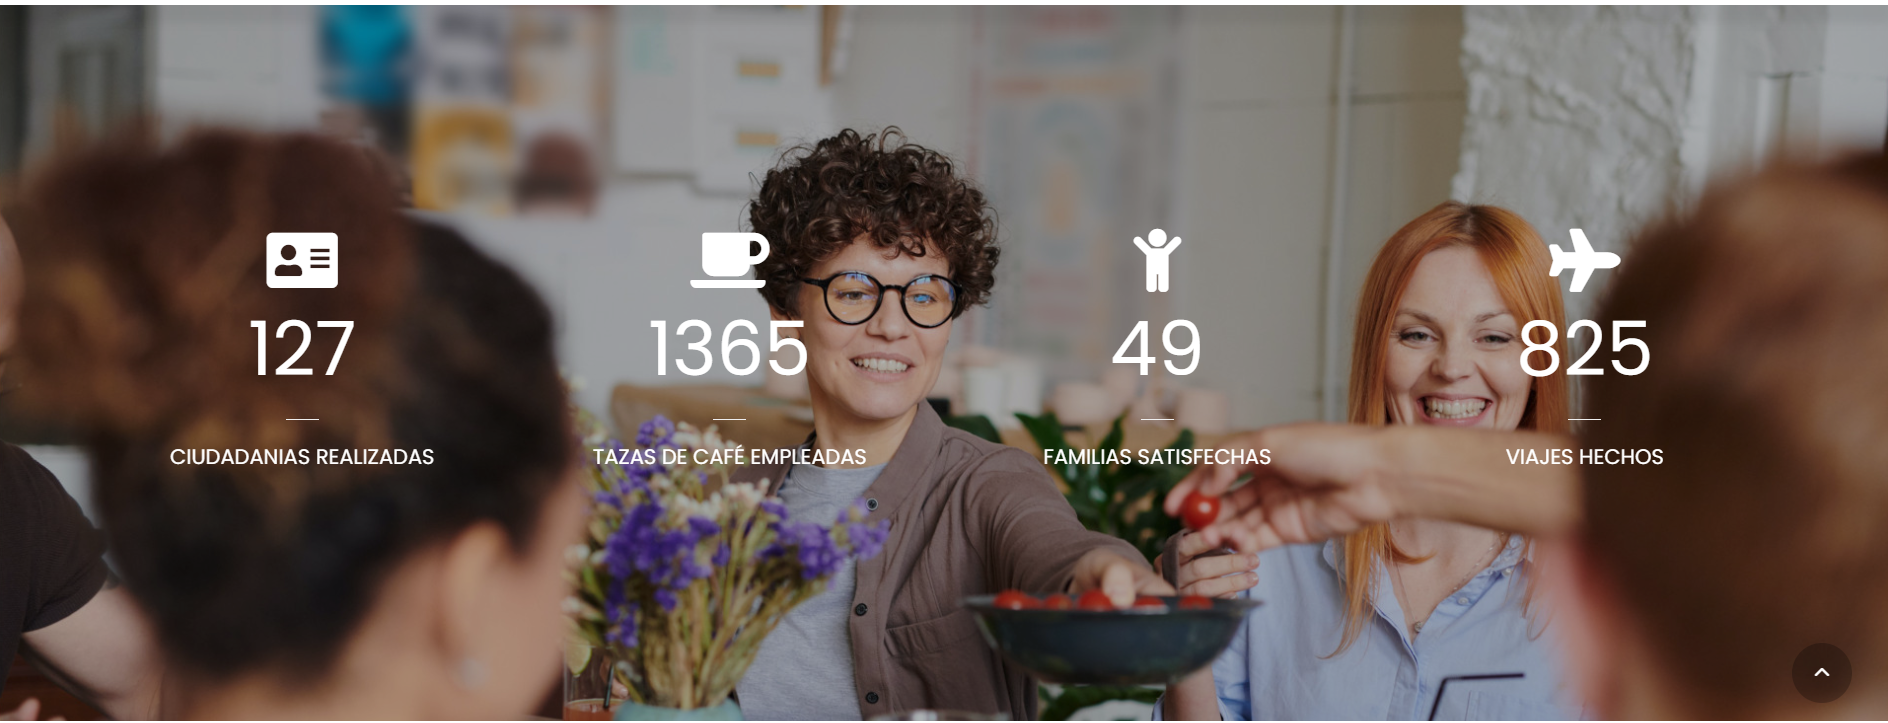 127
1365
49
825
CIUDADANIAS REALIZADAS
TAZAS DE CAFÉ EMPLEADAS
FAMILIAS SATISFECHAS
VIAJES HECHOS